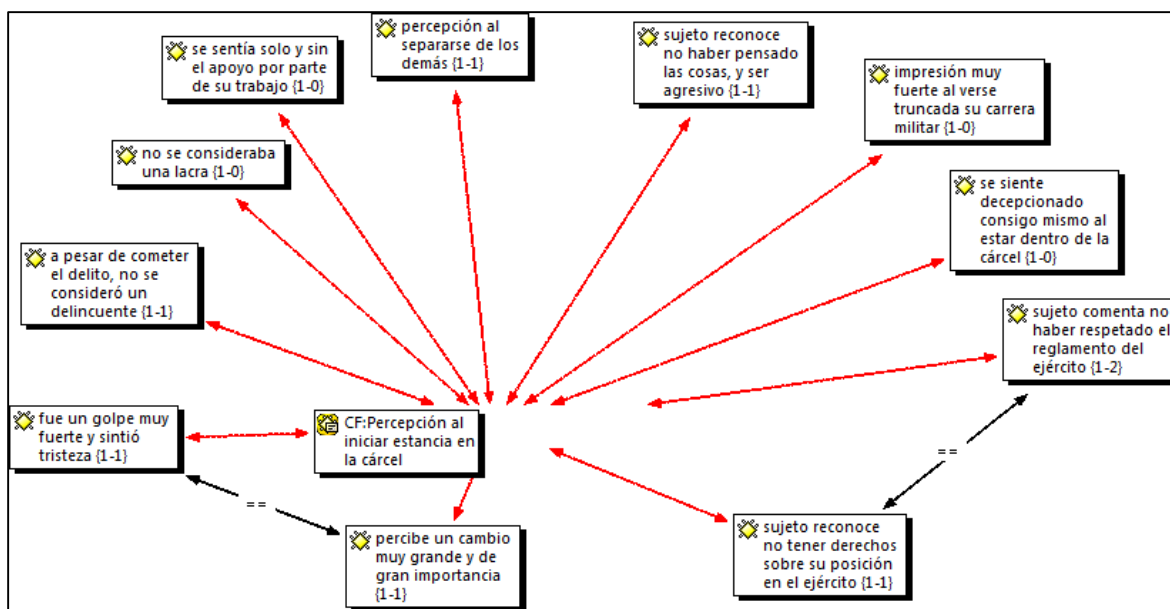 percepción al
separarse de los
demás {1-1}
se sentía solo y sin
el apoyo por parte
de su trabajo {1-0}
sujeto reconoce
no haber pensado
las cosas, y ser
agresivo {1-1}
impresión muy
fuerte al verse
truncada su carrera
militar {1-0}
no se consideraba
una lacra {1-0}
se siente
decepcionado
consigo mismo al
estar dentro de la
cárcel {1-0}
a pesar de cometer
el delito, no se
consideró un
delincuente {1-1}
sujeto comenta no
haber respetado el
reglamento del
ejército {1-2}
fue un golpe muy
fuerte y sintió
tristeza {1-1}
CF:Percepción al
iniciar estancia en
la cárcel
==
==
percibe un cambio
muy grande y de
gran importancia
{1-1}
sujeto reconoce
no tener derechos
sobre su posición
en el ejército {1-1}